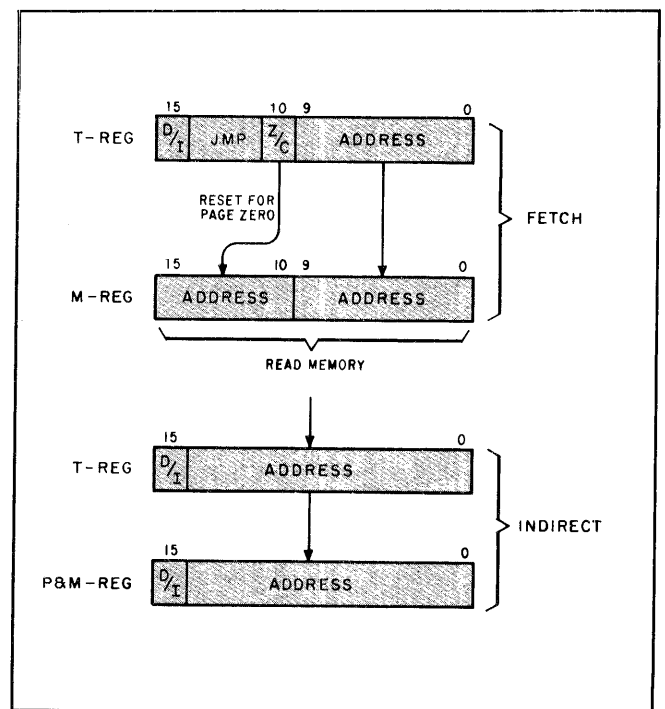 15 10 9 0
T-REG D/I JMP Z/C ADDRESS
RESET FOR
PAGE ZERO
FETCH
15 10 9 0
M-REG ADDRESS ADDRESS
READ MEMORY
15 0
T-REG D/I ADDRESS
INDIRECT
15 0
P&M-REG D/I ADDRESS